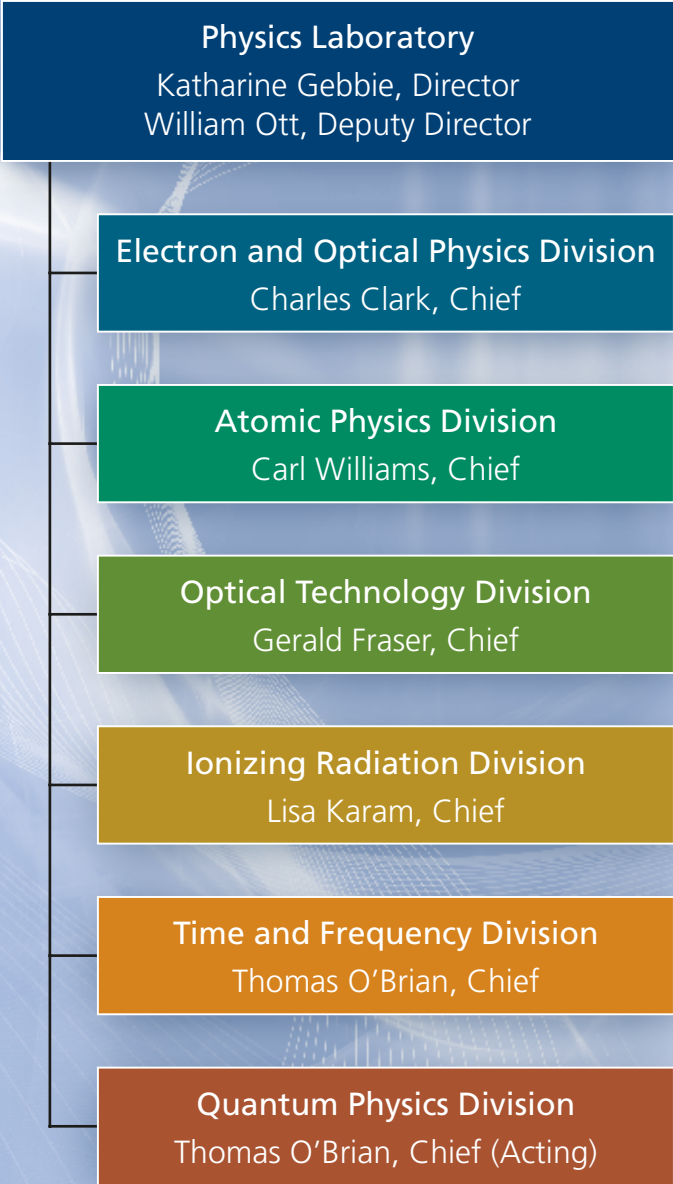 Physics Laboratory
Katharine Gebbie, Director
William Ott, Deputy Director
Electron and Optical Physics Division
Charles Clark, Chief
Atomic Physics Division
Carl Williams, Chief
Optical Technology Division
Gerald Fraser, Chief
Ionizing Radiation Division
Lisa Karam, Chief
Time and Frequency Division
Thomas O’Brian, Chief
Quantum Physics Division
Thomas O’Brian, Chief (Acting)